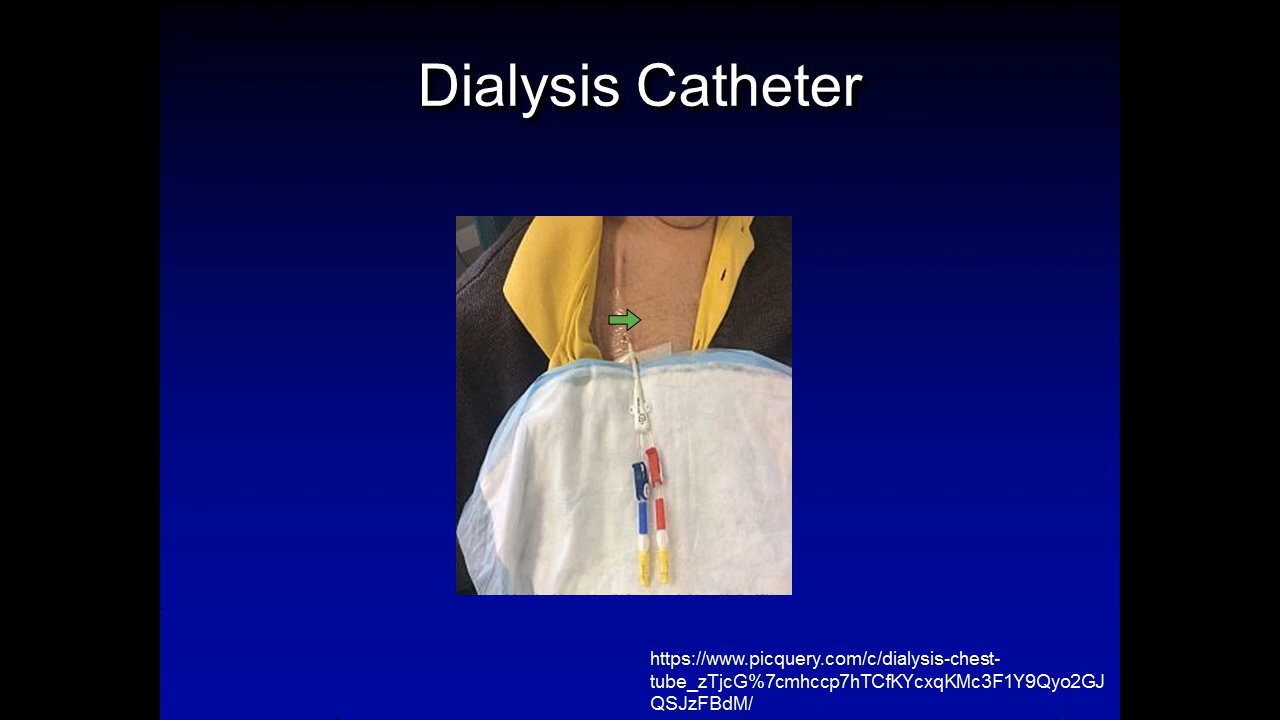 Dialysis Catheter
https://www.picquery.com/c/dialysis-chest-
tube_zTjcG%7cmhccp7hTCfKYcxqKMc3F1Y9Qyo2GJ
QSJzFBdM/